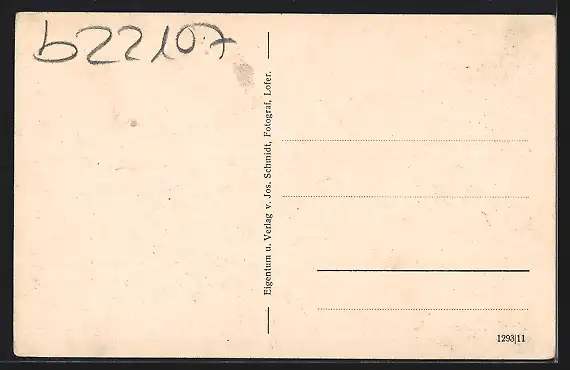 b22107
Eigentum u. Verlag v. Jos. Schmidt, Fotograf, Lofer.
1293|11